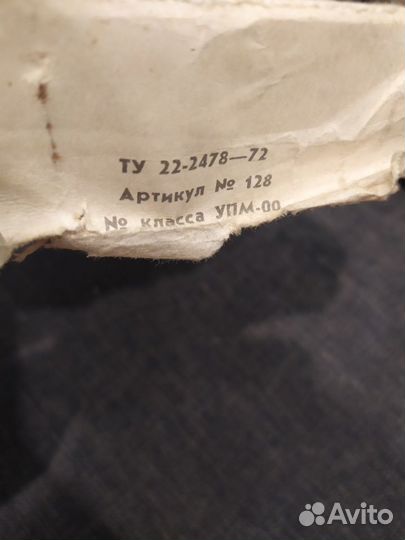 ТУ 22-2478—72
Артикул № 128
№ класса УПМ-00
Avito